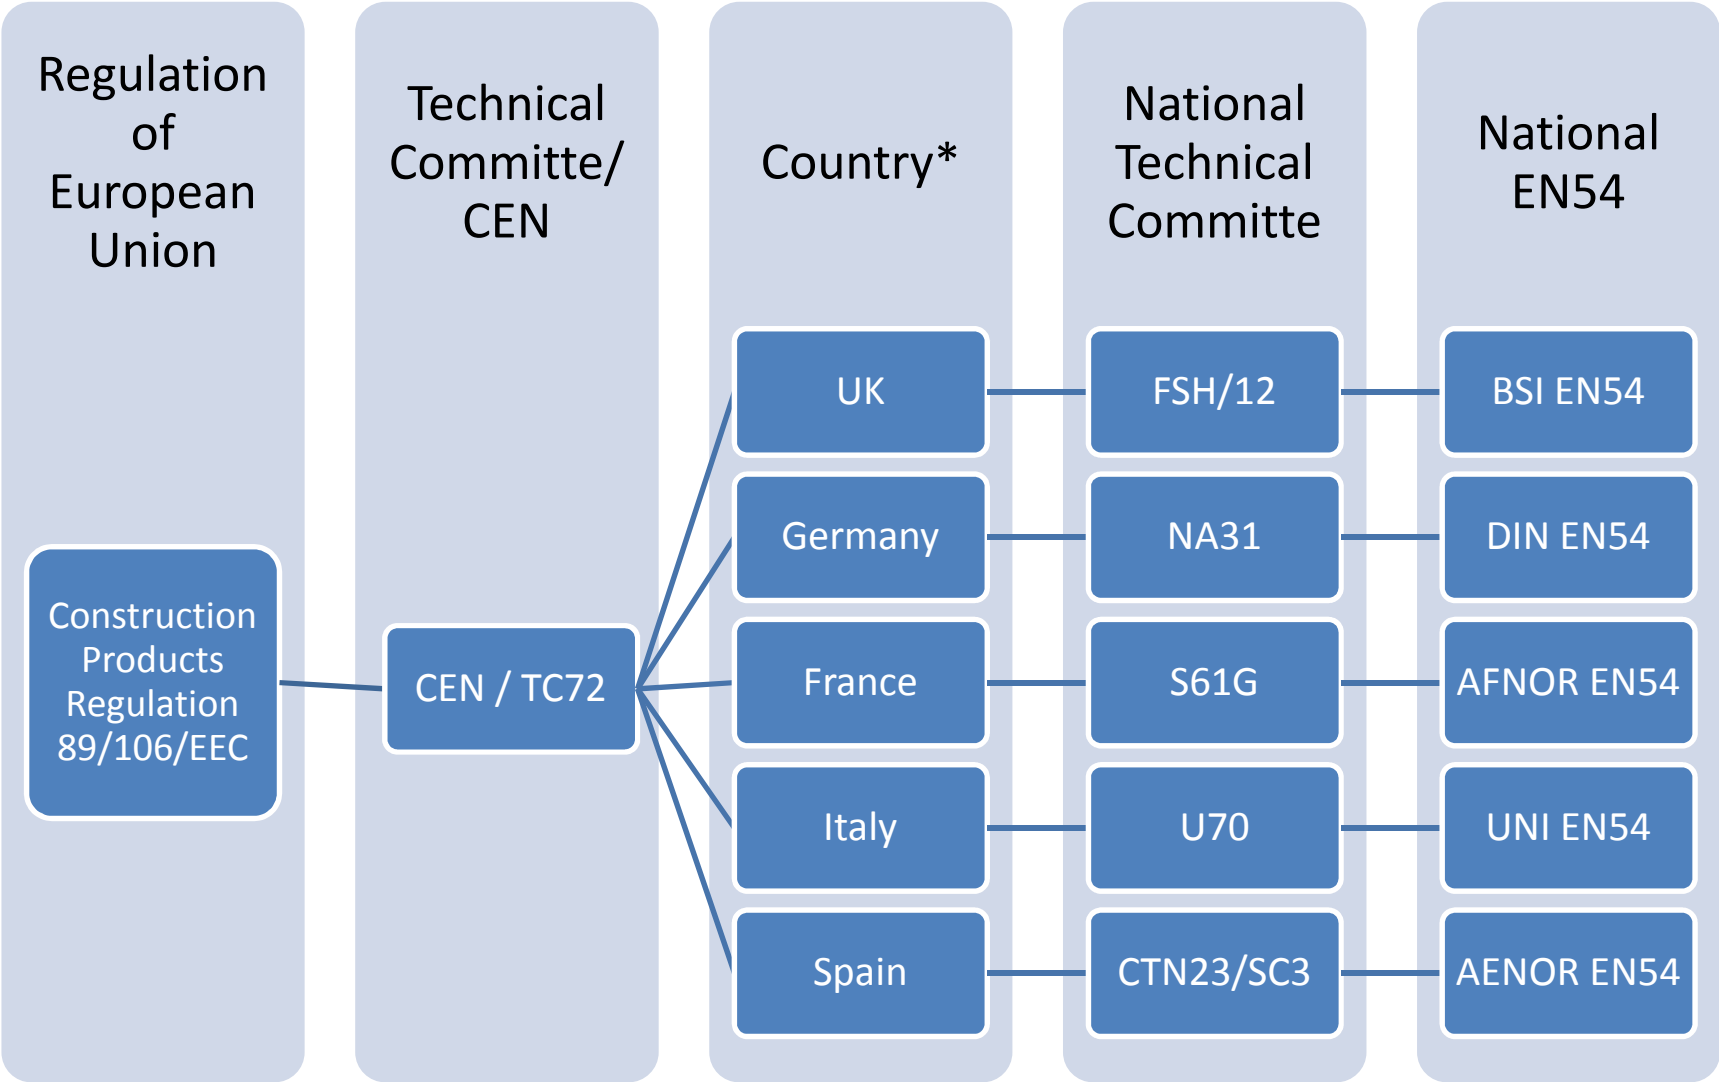 Regulation
of
European
Union
Technical
Committe/
CEN
Country*
National
Technical
Committe
National
EN54
Construction
Products
Regulation
89/106/EEC
CEN / TC72
UK
FSH/12
BSI EN54
Germany
NA31
DIN EN54
France
S61G
AFNOR EN54
Italy
U70
UNI EN54
Spain
CTN23/SC3
AENOR EN54